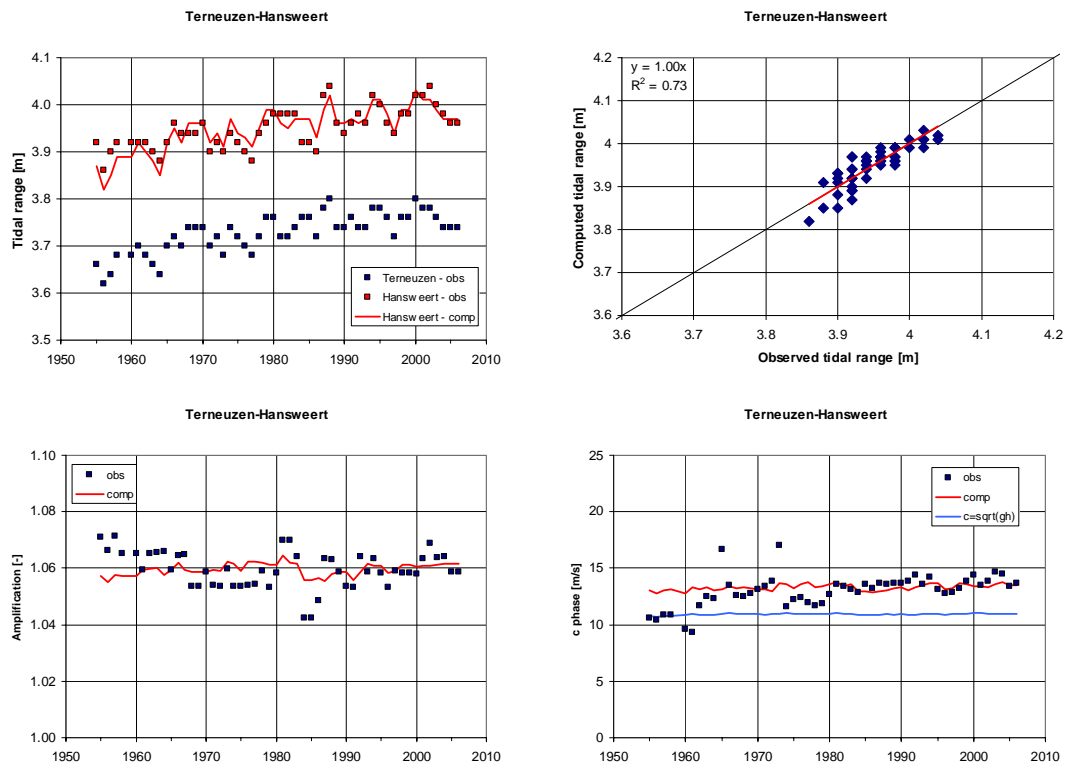 Terneuzen-Hansweert
Tidal range [m]
4.1
4.0
3.9
3.8
3.7
3.6
3.5
1950 1960 1970 1980 1990 2000 2010
Terneuzen - obs
Hansweert - obs
Hansweert - comp
Terneuzen-Hansweert
y = 1.00x
R² = 0.73
Computed tidal range [m]
4.2
4.1
4
3.9
3.8
3.7
3.6
3.6 3.7 3.8 3.9 4 4.1 4.2
Observed tidal range [m]
Terneuzen-Hansweert
Amplification [-]
1.10
1.08
1.06
1.04
1.02
1.00
1950 1960 1970 1980 1990 2000 2010
obs
comp
Terneuzen-Hansweert
c phase [m/s]
25
20
15
10
5
0
1950 1960 1970 1980 1990 2000 2010
obs
comp
c=sqrt(gh)